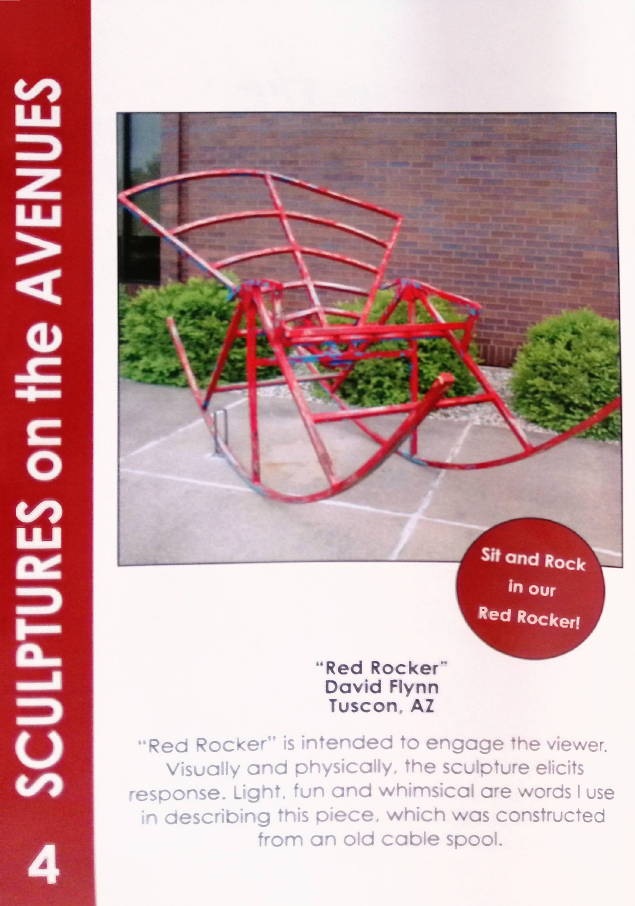 SCULPTURES on the AVENUES
4
Sit and Rock
in our
Red Rocker!
"Red Rocker"
David Flynn
Tuscon, AZ
"Red Rocker" is intended to engage the viewer.
Visually and physically, the sculpture elicits
response. Light, fun and whimsical are words I use
in describing this piece, which was constructed
from an old cable spool.